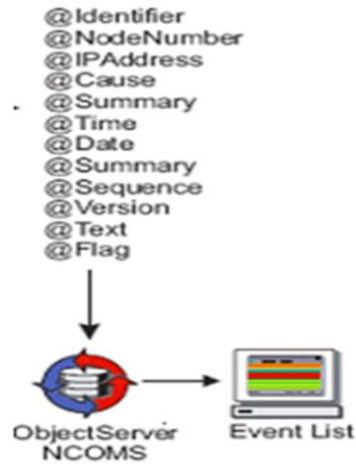 @Identifier
@NodeNumber
@IPAddress
@Cause
@Summary
@Time
@Date
@Summary
@Sequence
@Version
@Text
@Flag
ObjectServer
NCOMS
Event List